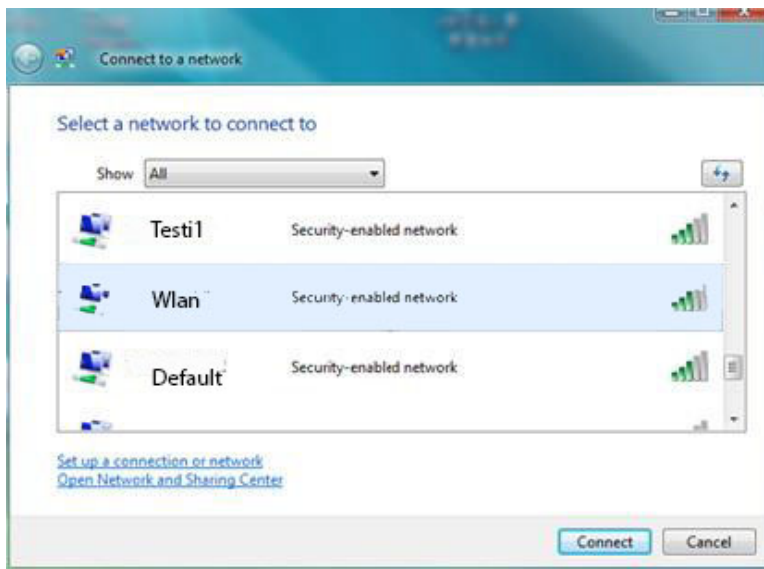 Connect to a network
Select a network to connect to
Show All
Testi1 Security-enabled network
Wlan Security-enabled network
Default Security-enabled network
Set up a connection or network
Open Network and Sharing Center
Connect Cancel